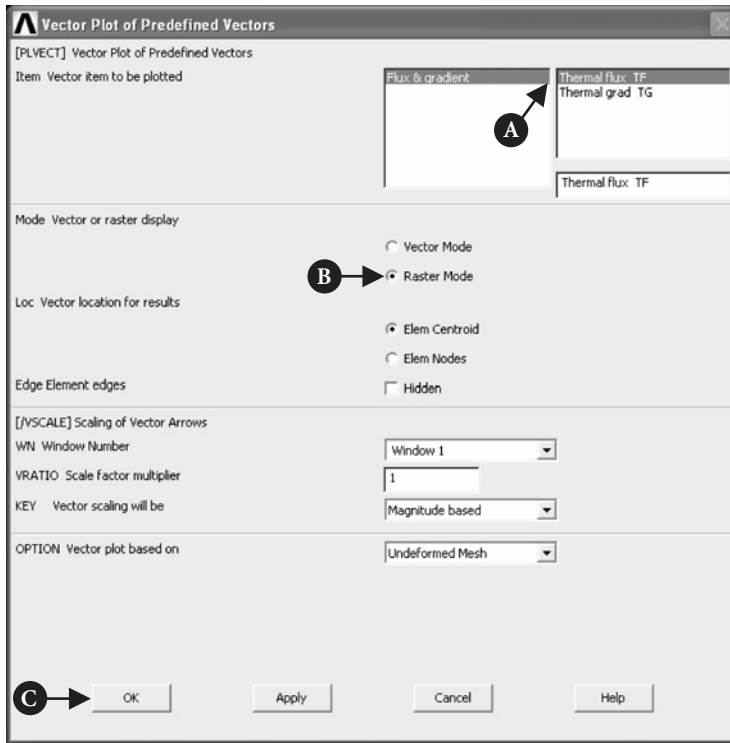 Vector Plot of Predefined Vectors
[PLVECT] Vector Plot of Predefined Vectors
Item Vector item to be plotted
Flux & gradient
Thermal flux TF
Thermal grad TG
A
Thermal flux TF
Mode Vector or raster display
Vector Mode
B Raster Mode
Loc Vector location for results
Elem Centroid
Elem Nodes
Edge Element edges Hidden
[/VSCALE] Scaling of Vector Arrows
WN Window Number Window 1
VRATIO Scale factor multiplier 1
KEY Vector scaling will be Magnitude based
OPTION Vector plot based on Undeformed Mesh
C OK Apply Cancel Help